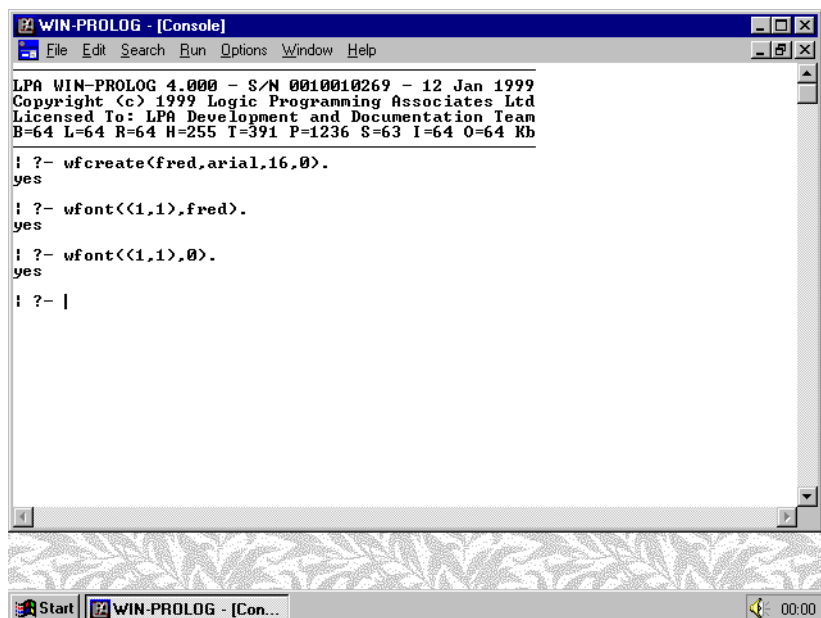 WIN-PROLOG - [Console]
File Edit Search Run Options Window Help
LPA WIN-PROLOG 4.000 - S/N 0010010269 - 12 Jan 1999
Copyright (c) 1999 Logic Programming Associates Ltd
Licensed To: LPA Development and Documentation Team
B=64 L=64 R=64 H=255 T=391 P=1236 S=63 I=64 O=64 Kb
| ?- wfcreate(fred,arial,16,0).
yes
| ?- wfont((1,1),fred).
yes
| ?- wfont((1,1),0).
yes
| ?- |
Start WIN-PROLOG - [Con... 00:00